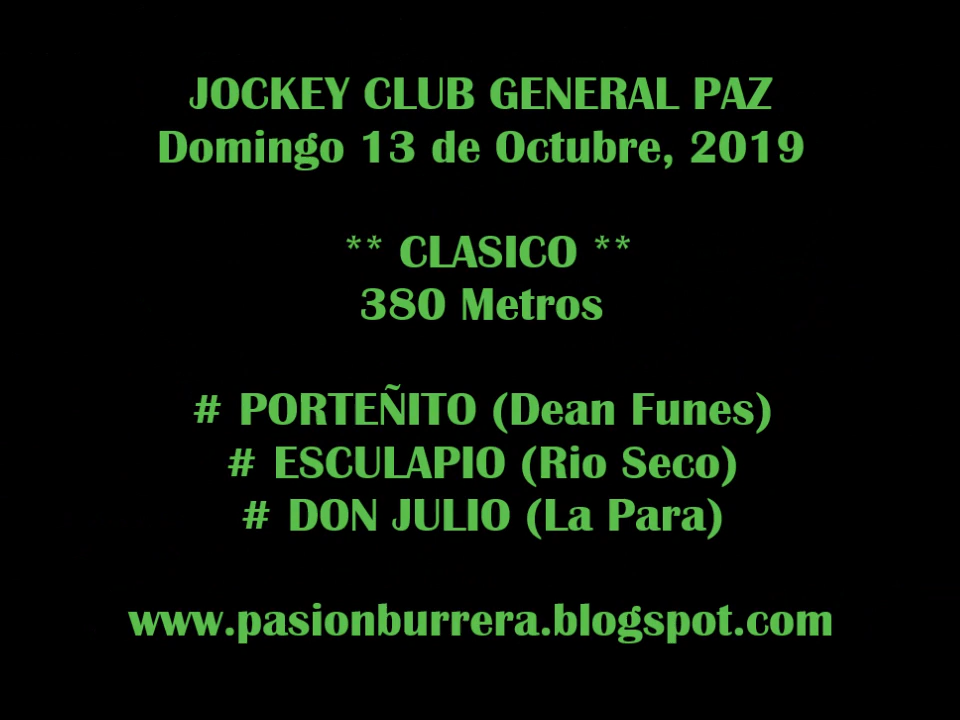 JOCKEY CLUB GENERAL PAZ
Domingo 13 de Octubre, 2019
** CLASICO **
380 Metros
# PORTEÑITO (Dean Funes)
# ESCULAPIO (Rio Seco)
# DON JULIO (La Para)
www.pasionburrera.blogspot.com